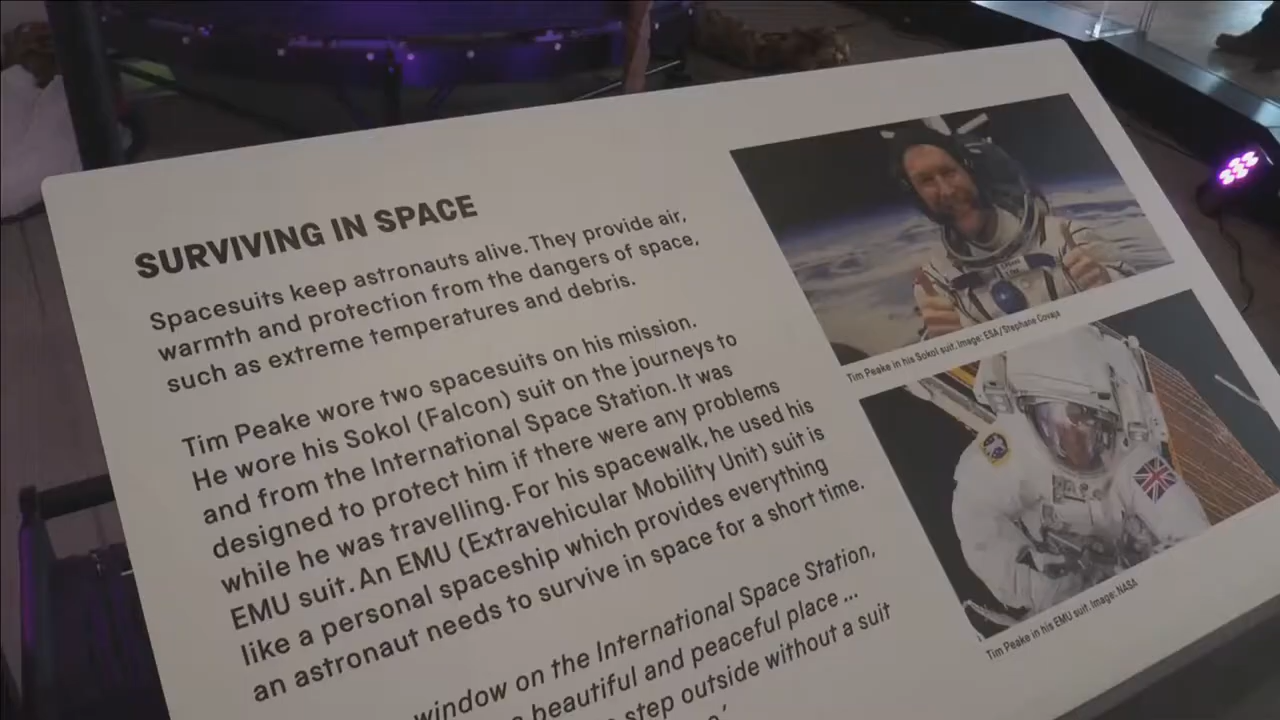 SURVIVING IN SPACE
Spacesuits keep astronauts alive. They provide air,
warmth and protection from the dangers of space,
such as extreme temperatures and debris.
Tim Peake wore two spacesuits on his mission.
He wore his Sokol (Falcon) suit on the journeys to
and from the International Space Station. It was
designed to protect him if there were any problems
while he was travelling. For his spacewalk, he used his
EMU suit. An EMU (Extravehicular Mobility Unit) suit is
like a personal spaceship which provides everything
an astronaut needs to survive in space for a short time.
window on the International Space Station,
beautiful and peaceful place ...
step outside without a suit
Tim Peake in his Sokol suit. Image: ESA/Stephane Corvaja
Tim Peake in his EMU suit. Image: NASA